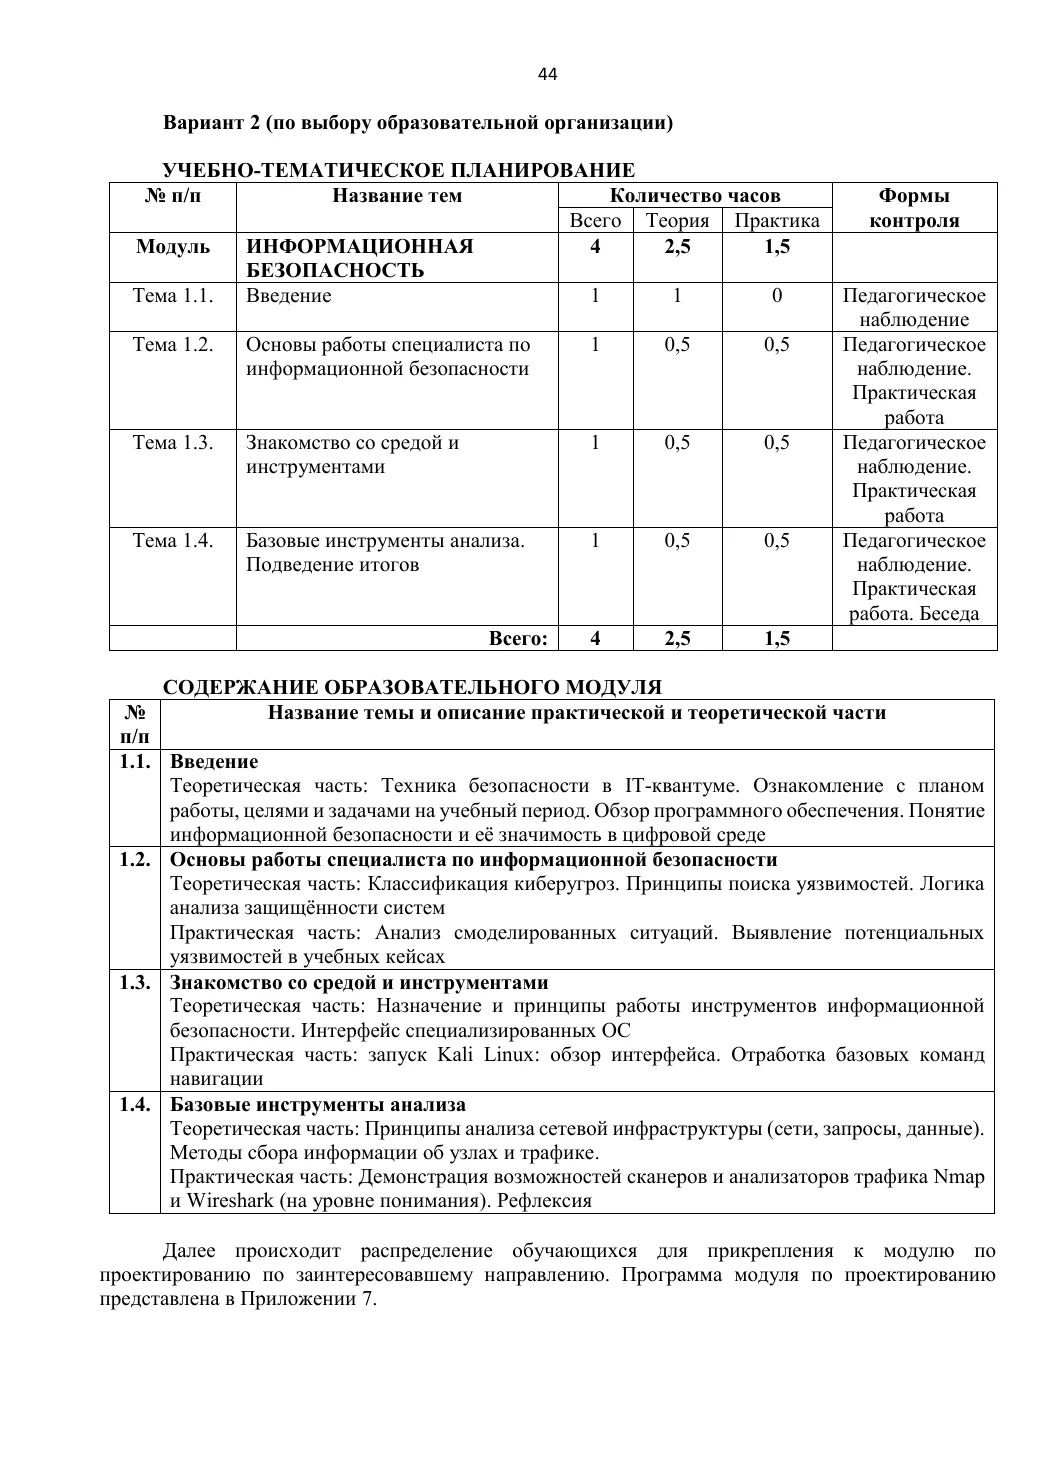 44
Вариант 2 (по выбору образовательной организации)
УЧЕБНО-ТЕМАТИЧЕСКОЕ ПЛАНИРОВАНИЕ
№ п/п Название тем Количество часов Формы
Всего Теория Практика контроля
Модуль ИНФОРМАЦИОННАЯ 4 2,5 1,5
БЕЗОПАСНОСТЬ
Тема 1.1. Введение 1 1 0 Педагогическое
наблюдение
Тема 1.2. Основы работы специалиста по 1 0,5 0,5 Педагогическое
информационной безопасности наблюдение.
Практическая
работа
Тема 1.3. Знакомство со средой и 1 0,5 0,5 Педагогическое
инструментами наблюдение.
Практическая
работа
Тема 1.4. Базовые инструменты анализа. 1 0,5 0,5 Педагогическое
Подведение итогов наблюдение.
Практическая
работа. Беседа
Всего: 4 2,5 1,5
СОДЕРЖАНИЕ ОБРАЗОВАТЕЛЬНОГО МОДУЛЯ
№ Название темы и описание практической и теоретической части
п/п
1.1. Введение
Теоретическая часть: Техника безопасности в IT-квантуме. Ознакомление с планом
работы, целями и задачами на учебный период. Обзор программного обеспечения. Понятие
информационной безопасности и её значимость в цифровой среде
1.2. Основы работы специалиста по информационной безопасности
Теоретическая часть: Классификация киберугроз. Принципы поиска уязвимостей. Логика
анализа защищённости систем
Практическая часть: Анализ смоделированных ситуаций. Выявление потенциальных
уязвимостей в учебных кейсах
1.3. Знакомство со средой и инструментами
Теоретическая часть: Назначение и принципы работы инструментов информационной
безопасности. Интерфейс специализированных ОС
Практическая часть: запуск Kali Linux: обзор интерфейса. Отработка базовых команд
навигации
1.4. Базовые инструменты анализа
Теоретическая часть: Принципы анализа сетевой инфраструктуры (сети, запросы, данные).
Методы сбора информации об узлах и трафике.
Практическая часть: Демонстрация возможностей сканеров и анализаторов трафика Nmap
и Wireshark (на уровне понимания). Рефлексия
Далее происходит распределение обучающихся для прикрепления к модулю по
проектированию по заинтересовавшему направлению. Программа модуля по проектированию
представлена в Приложении 7.